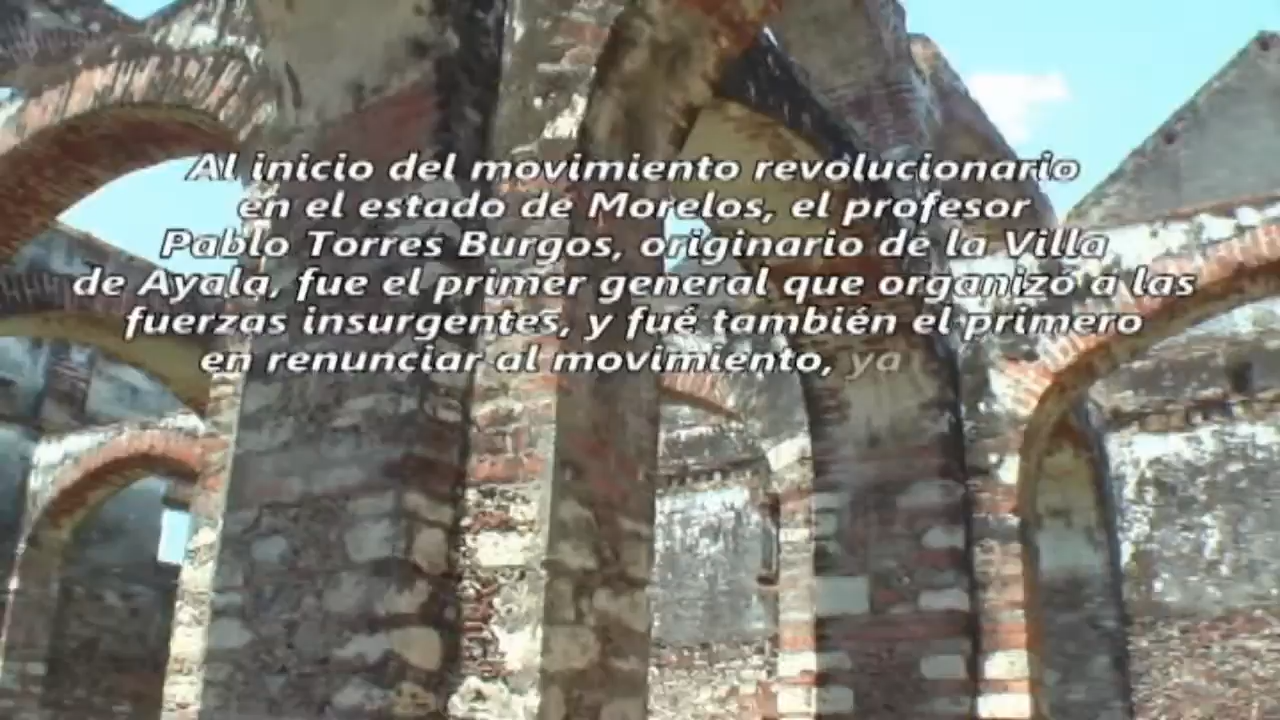 Al inicio del movimiento revolucionario
en el estado de Morelos, el profesor
Pablo Torres Burgos, originario de la Villa
de Ayala, fue el primer general que organizó a las
fuerzas insurgentes, y fué también el primero
en renunciar al movimiento, ya